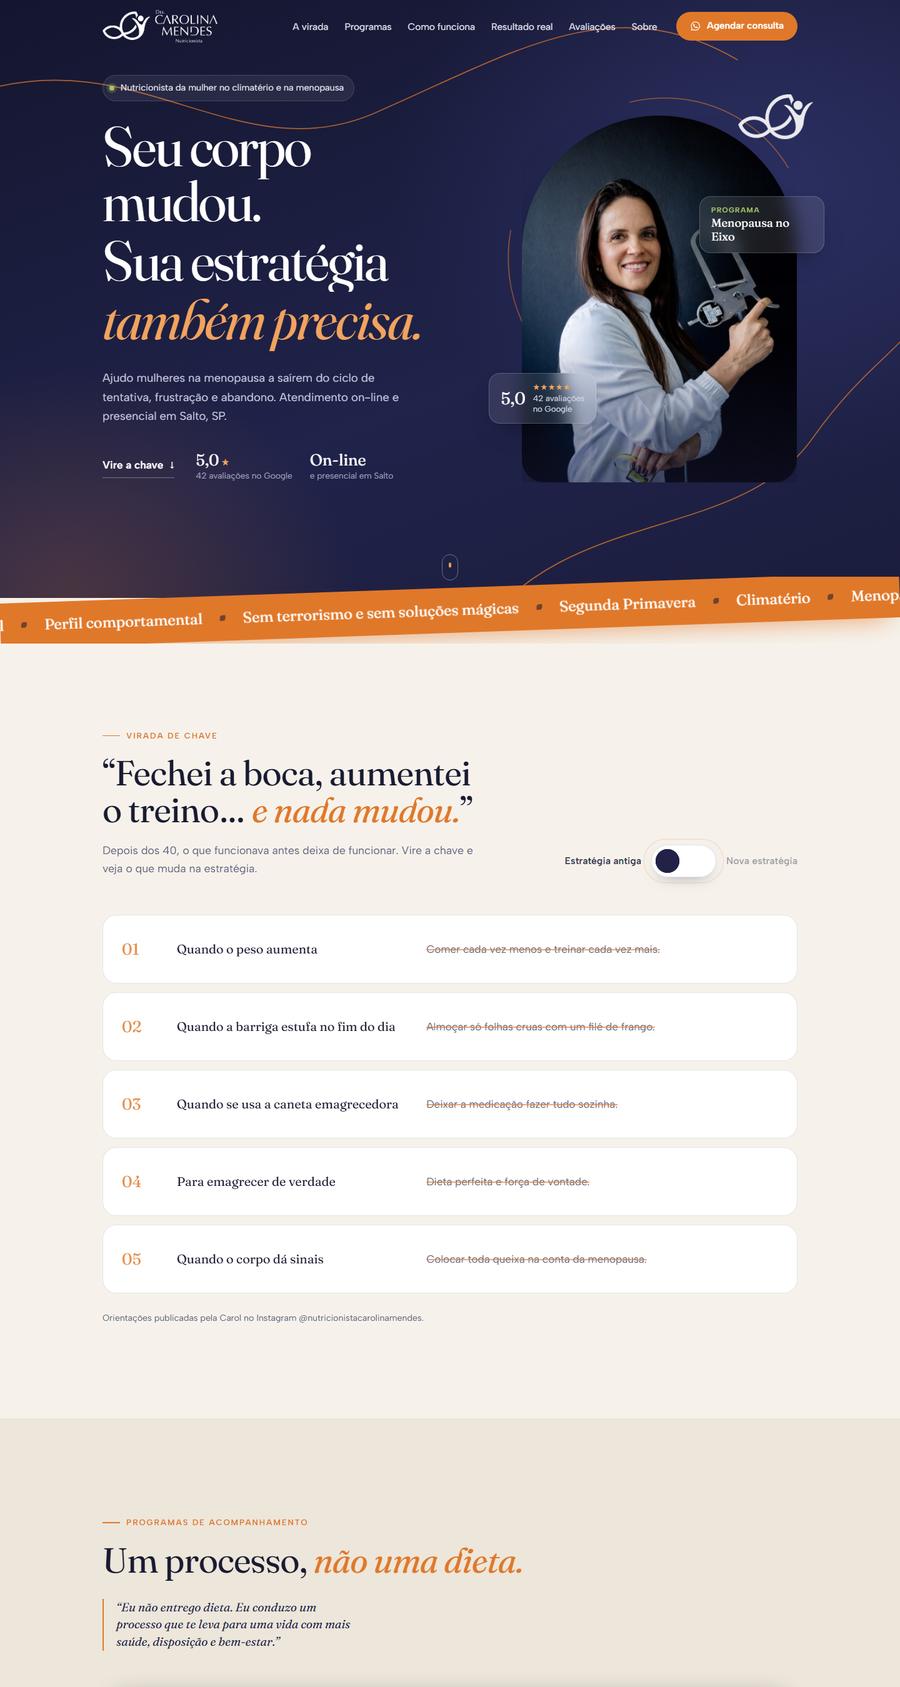 Dra.
CAROLINA
MENDES
Nutricionista
A virada Programas Como funciona Resultado real Avaliações Sobre Agendar consulta
Nutricionista da mulher no climatério e na menopausa
Seu corpo
mudou.
Sua estratégia
também precisa.
PROGRAMA
Menopausa no
Eixo
5,0 ★★★★★
42 avaliações
no Google
Ajudo mulheres na menopausa a saírem do ciclo de
tentativa, frustração e abandono. Atendimento on-line e
presencial em Salto, SP.
Vire a chave ↓
5,0 ★
42 avaliações no Google
On-line
e presencial em Salto
Perfil comportamental Sem terrorismo e sem soluções mágicas Segunda Primavera Climatério Menop
VIRADA DE CHAVE
“Fechei a boca, aumentei
o treino... e nada mudou.”
Depois dos 40, o que funcionava antes deixa de funcionar. Vire a chave e
veja o que muda na estratégia.
Estratégia antiga Nova estratégia
01 Quando o peso aumenta Comer cada vez menos e treinar cada vez mais.
02 Quando a barriga estufa no fim do dia Almoçar só folhas cruas com um filé de frango.
03 Quando se usa a caneta emagrecedora Deixar a medicação fazer tudo sozinha.
04 Para emagrecer de verdade Dieta perfeita e força de vontade.
05 Quando o corpo dá sinais Colocar toda queixa na conta da menopausa.
Orientações publicadas pela Carol no Instagram @nutricionistacarolinamendes.
PROGRAMAS DE ACOMPANHAMENTO
Um processo, não uma dieta.
“Eu não entrego dieta. Eu conduzo um
processo que te leva para uma vida com mais
saúde, disposição e bem-estar.”